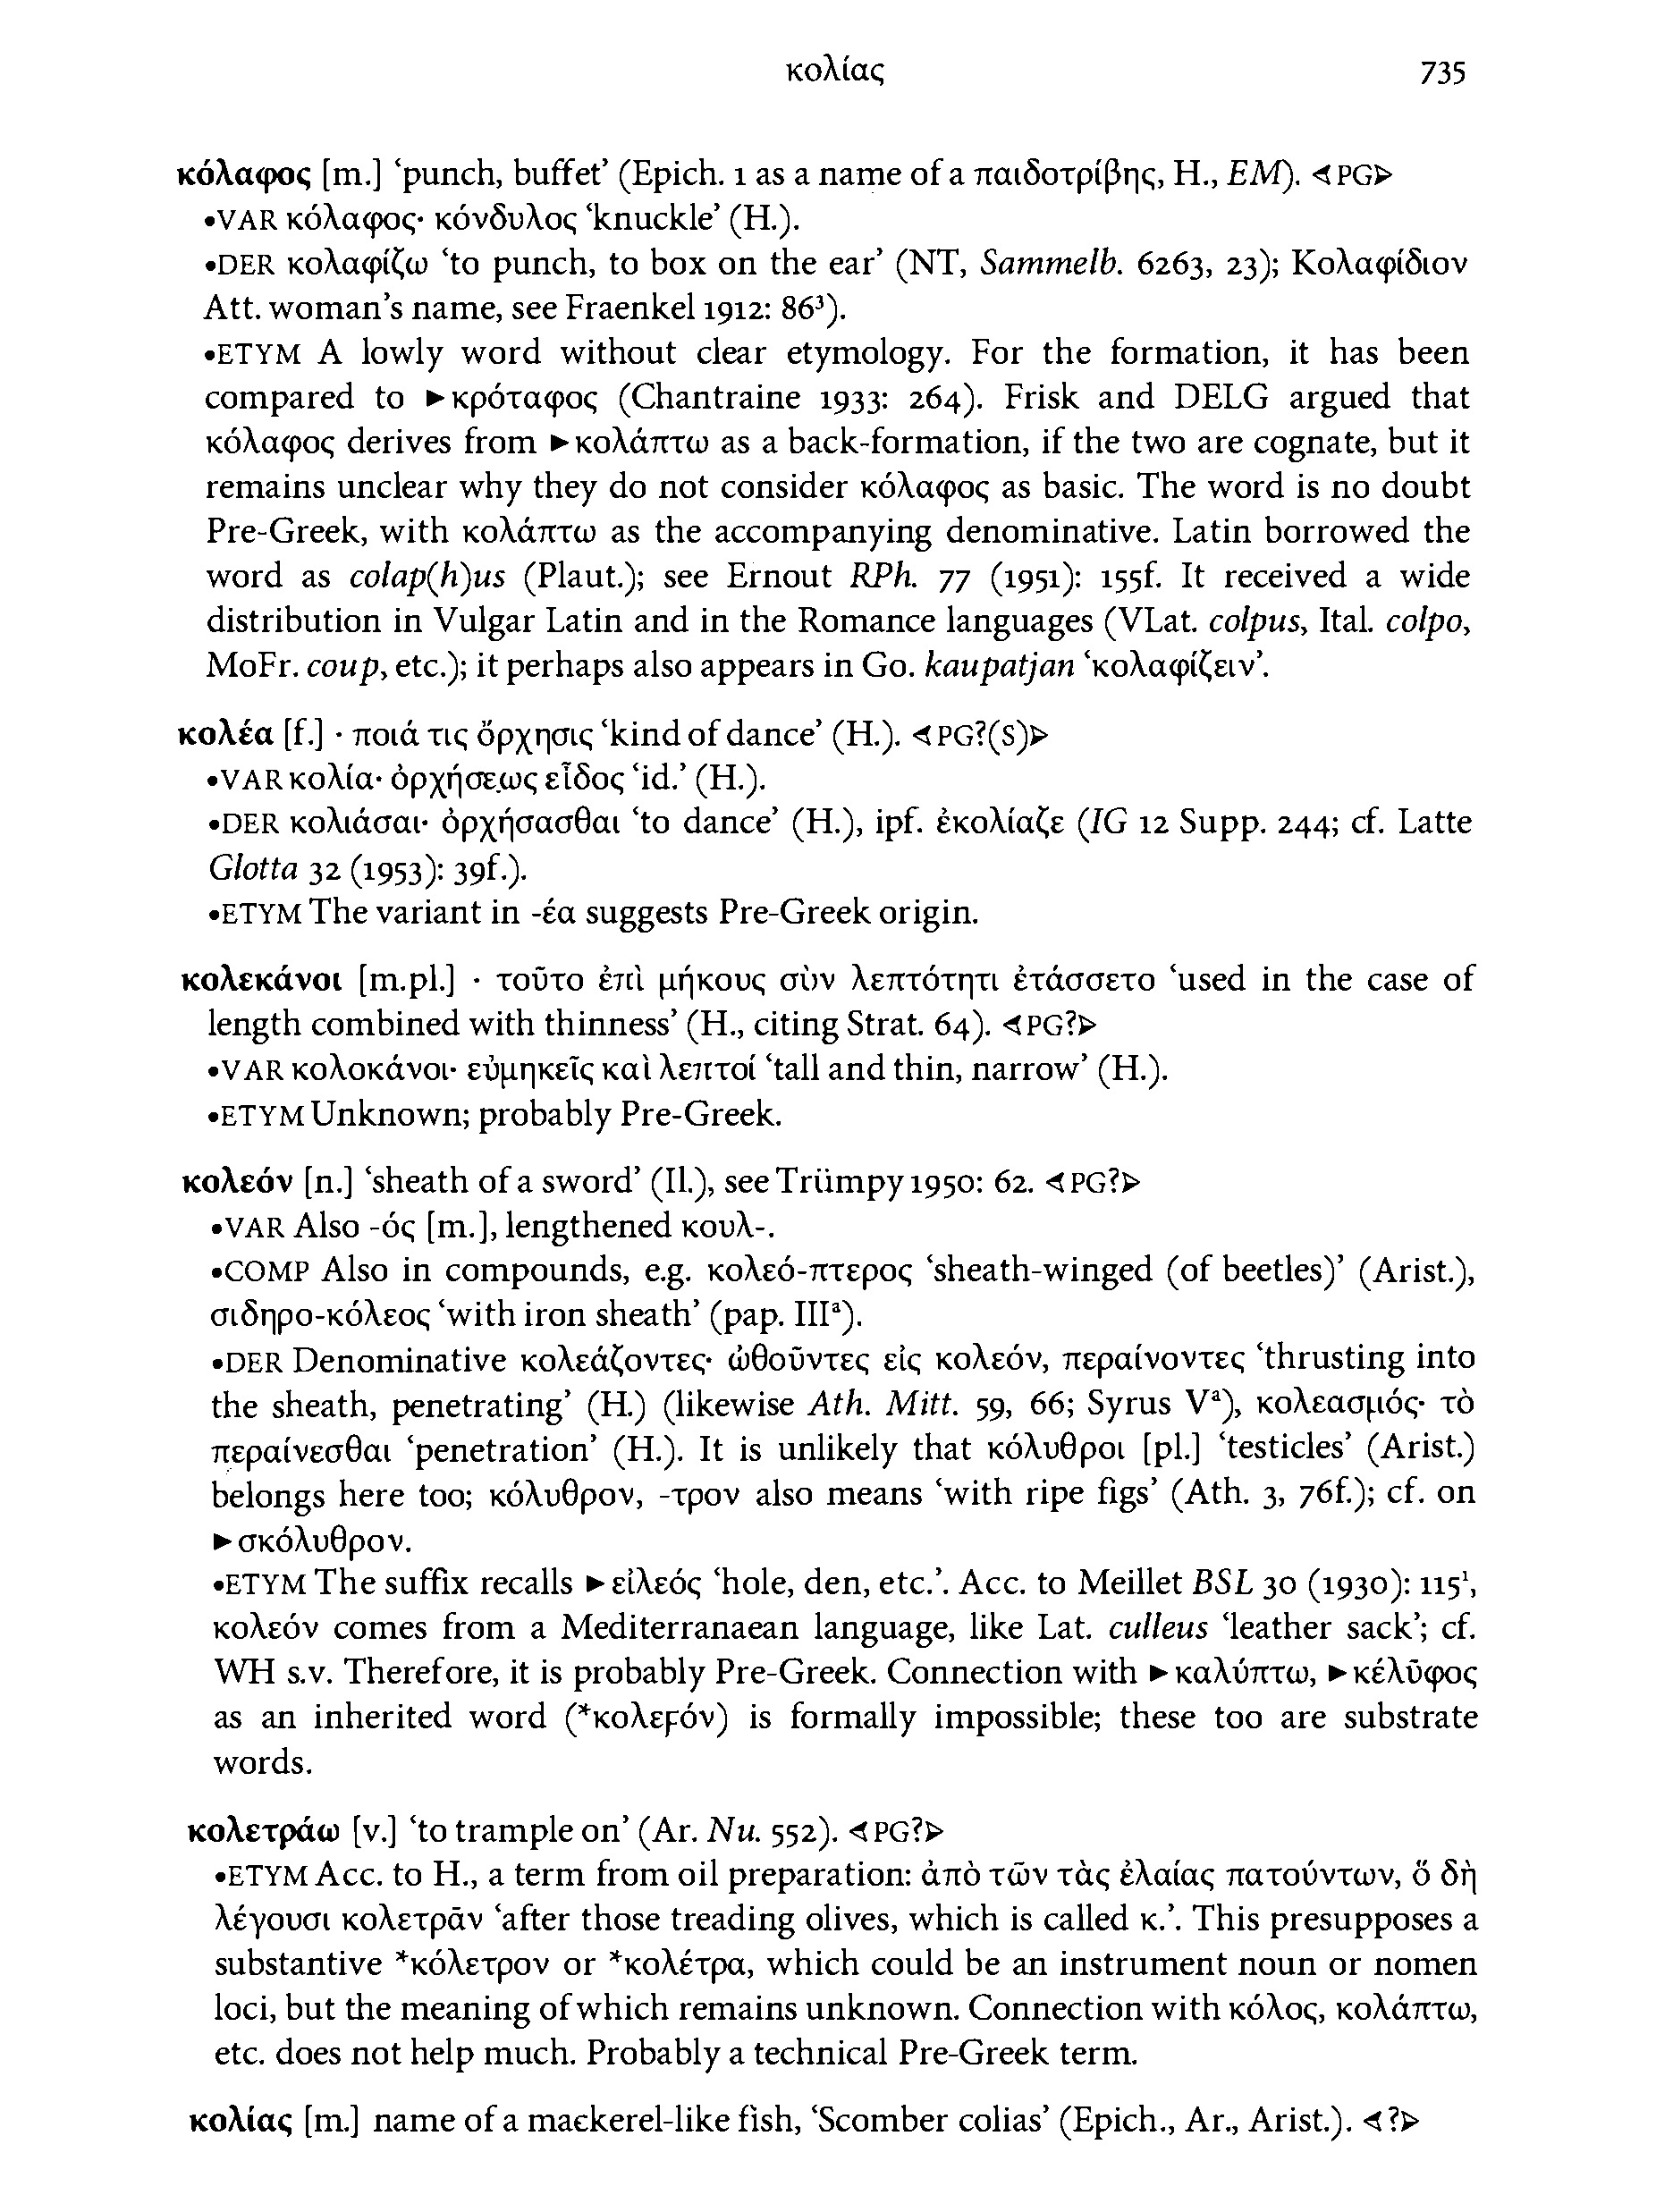 κολίας 735
κόλαφος [m.] ‘punch, buffet’ (Epich. 1 as a name of a παιδοτρίβης, H., EM). ⋖PG⋗
•VAR κόλαφος· κόνδυλος ‘knuckle’ (H.).
•DER κολαφίζω ‘to punch, to box on the ear’ (NT, Sammelb. 6263, 23); Κολαφίδιον
Att. woman’s name, see Fraenkel 1912: 86³).
•ETYM A lowly word without clear etymology. For the formation, it has been
compared to ►κρόταφος (Chantraine 1933: 264). Frisk and DELG argued that
κόλαφος derives from ►κολάπτω as a back-formation, if the two are cognate, but it
remains unclear why they do not consider κόλαφος as basic. The word is no doubt
Pre-Greek, with κολάπτω as the accompanying denominative. Latin borrowed the
word as colap(h)us (Plaut.); see Ernout RPh. 77 (1951): 155f. It received a wide
distribution in Vulgar Latin and in the Romance languages (VLat. colpus, Ital. colpo,
MoFr. coup, etc.); it perhaps also appears in Go. kaupatjan ‘κολαφίζειν’.
κολέα [f.] · ποιά τις ὄρχησις ‘kind of dance’ (H.). ⋖PG?(S)⋗
•VAR κολία· ὀρχήσεως εἶδος ‘id.’ (H.).
•DER κολιάσαι· ὀρχήσασθαι ‘to dance’ (H.), ipf. ἐκολίαζε (IG 12 Supp. 244; cf. Latte
Glotta 32 (1953): 39f.).
•ETYM The variant in -έα suggests Pre-Greek origin.
κολεκάνοι [m.pl.] · τοῦτο ἐπὶ μήκους σὺν λεπτότητι ἐτάσσετο ‘used in the case of
length combined with thinness’ (H., citing Strat. 64). ⋖PG?⋗
•VAR κολοκάνοι· εὐμηκεῖς καὶ λεπτοί ‘tall and thin, narrow’ (H.).
•ETYM Unknown; probably Pre-Greek.
κολεόν [n.] ‘sheath of a sword’ (Il.), see Trümpy 1950: 62. ⋖PG?⋗
•VAR Also -ός [m.], lengthened κουλ-.
•COMP Also in compounds, e.g. κολεό-πτερος ‘sheath-winged (of beetles)’ (Arist.),
σιδηρο-κόλεος ‘with iron sheath’ (pap. IIIᵃ).
•DER Denominative κολεάζοντες· ὠθοῦντες εἰς κολεόν, περαίνοντες ‘thrusting into
the sheath, penetrating’ (H.) (likewise Ath. Mitt. 59, 66; Syrus Vᵃ), κολεασμός· τὸ
περαίνεσθαι ‘penetration’ (H.). It is unlikely that κόλυθροι [pl.] ‘testicles’ (Arist.)
belongs here too; κόλυθρον, -τρον also means ‘with ripe figs’ (Ath. 3, 76f.); cf. on
►σκόλυθρον.
•ETYM The suffix recalls ►εἰλεός ‘hole, den, etc.’. Acc. to Meillet BSL 30 (1930): 115¹,
κολεόν comes from a Mediterranaean language, like Lat. culleus ‘leather sack’; cf.
WH s.v. Therefore, it is probably Pre-Greek. Connection with ►καλύπτω, ►κέλῡφος
as an inherited word (*κολεϝόν) is formally impossible; these too are substrate
words.
κολετράω [v.] ‘to trample on’ (Ar. Nu. 552). ⋖PG?⋗
•ETYM Acc. to H., a term from oil preparation: ἀπὸ τῶν τὰς ἐλαίας πατούντων, ὅ δὴ
λέγουσι κολετρᾶν ‘after those treading olives, which is called κ.’. This presupposes a
substantive *κόλετρον or *κολέτρα, which could be an instrument noun or nomen
loci, but the meaning of which remains unknown. Connection with κόλος, κολάπτω,
etc. does not help much. Probably a technical Pre-Greek term.
κολίας [m.] name of a mackerel-like fish, ‘Scomber colias’ (Epich., Ar., Arist.). ⋖?⋗